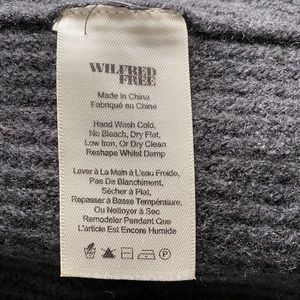 WILFRED
FREE
Made in China
Fabriqué en Chine
Hand Wash Cold,
No Bleach, Dry Flat,
Low Iron, Or Dry Clean
Reshape Whilst Damp
Laver à La Main à L'eau Froide,
Pas De Blanchiment,
Sécher à Plat,
Repasser à Basse Température,
Ou Nettoyer à Sec
Remodeler Pendant Que
L'article Est Encore Humide
P